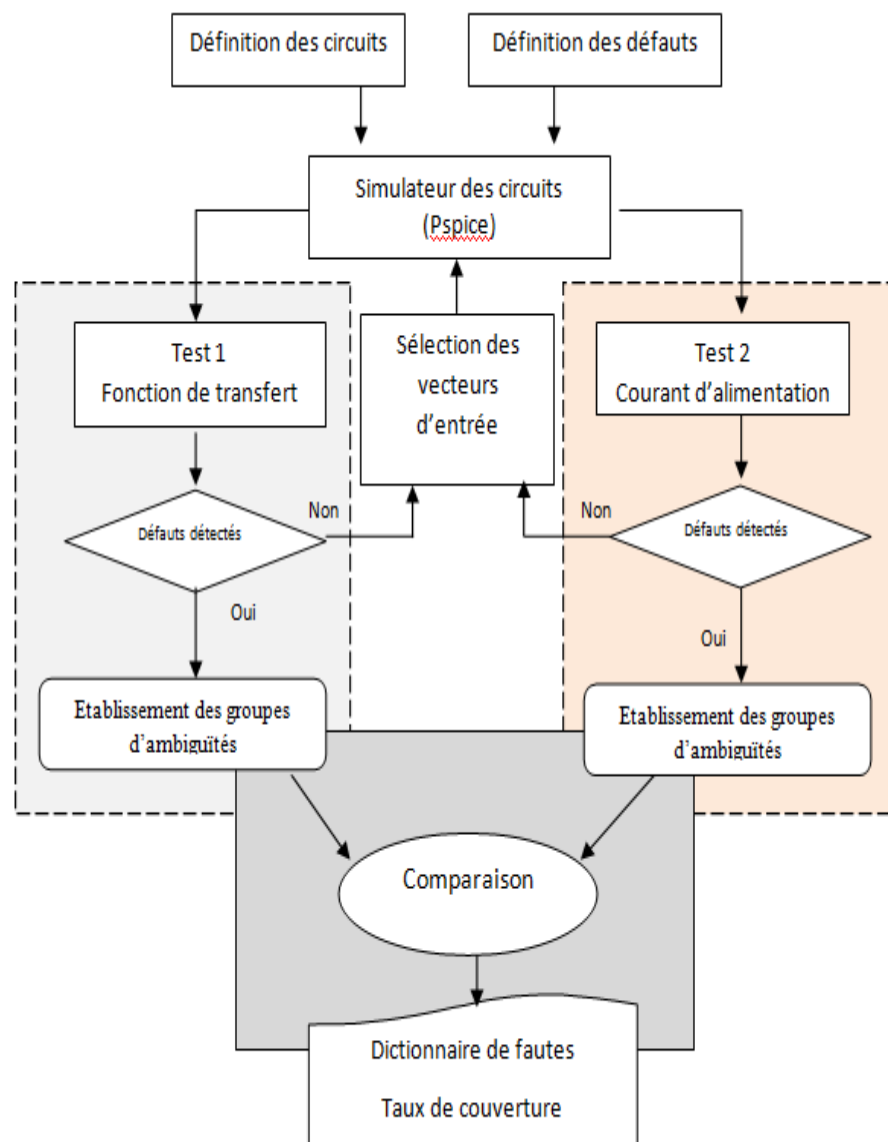 Définition des circuits
Définition des défauts
Simulateur des circuits
(Pspice)
Test 1
Fonction de transfert
Sélection des
vecteurs
d'entrée
Test 2
Courant d'alimentation
Défauts détectés
Non
Non
Défauts détectés
Oui
Oui
Etablissement des groupes
d'ambiguïtés
Etablissement des groupes
d'ambiguïtés
Comparaison
Dictionnaire de fautes
Taux de couverture